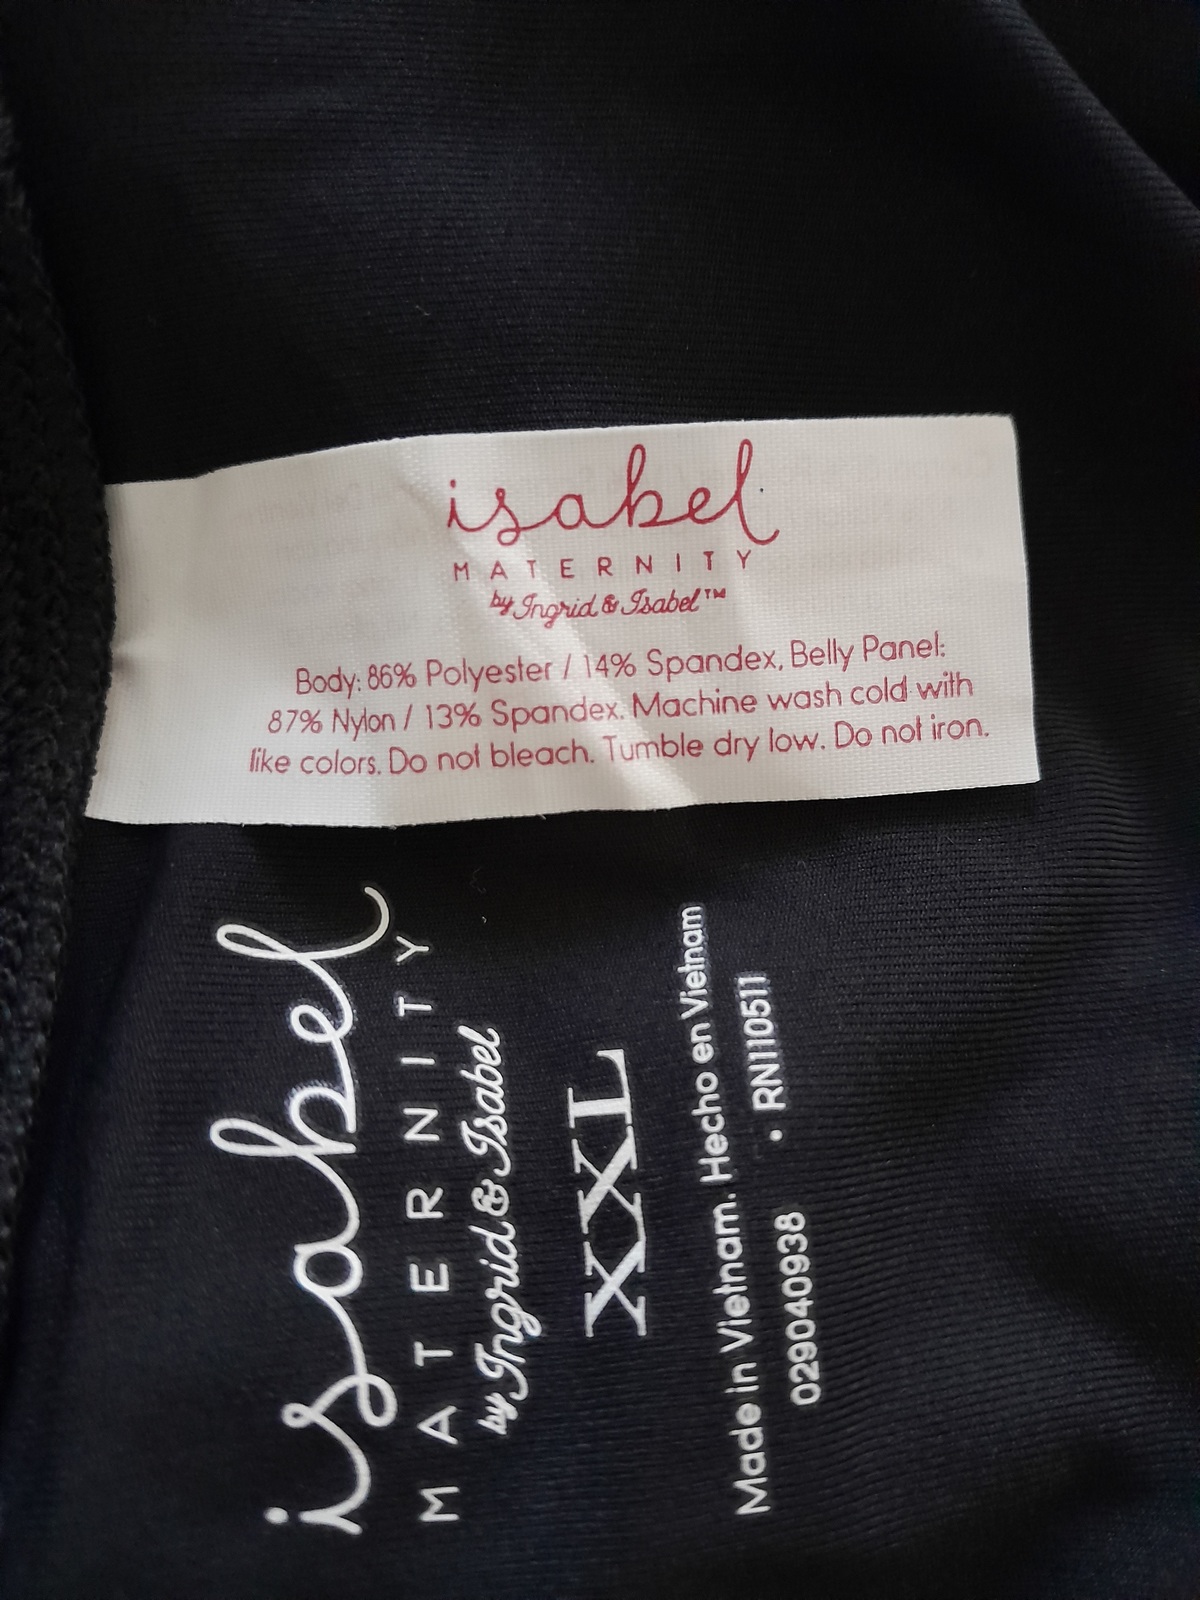 isabel
MATERNITY
by Ingrid & Isabel™
Body: 86% Polyester / 14% Spandex, Belly Panel:
87% Nylon / 13% Spandex. Machine wash cold with
like colors. Do not bleach. Tumble dry low. Do not iron.
isabel
MATERNITY
by Ingrid & Isabel
XXL
Made in Vietnam. Hecho en Vietnam
029040938 • RN110511